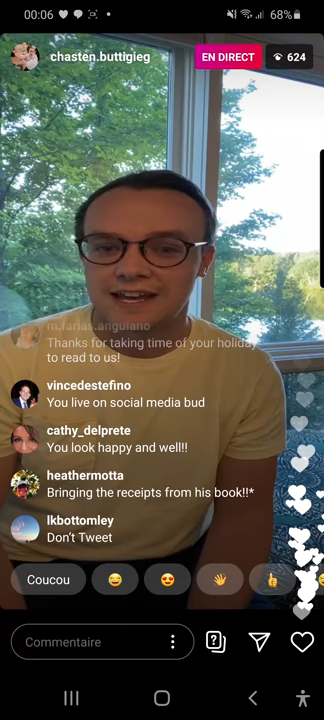 00:06
68%
chasten.buttigieg
EN DIRECT
624
m.farias.anguiano
Thanks for taking time of your holiday
to read to us!
vincedestefino
You live on social media bud
cathy_delprete
You look happy and well!!
heathermotta
Bringing the receipts from his book!!*
lkbottomley
Don't Tweet
Coucou
Commentaire